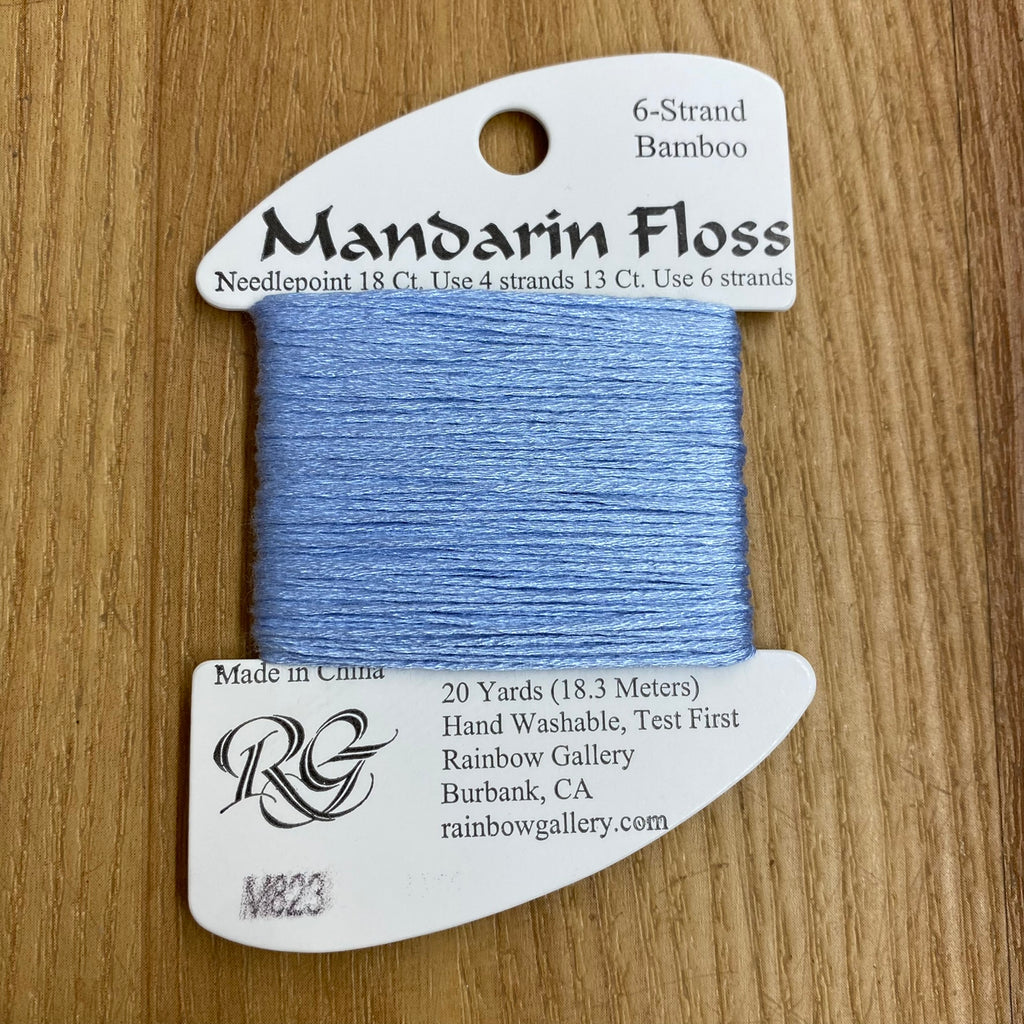 6-Strand
Bamboo
Mandarin Floss
Needlepoint 18 Ct. Use 4 strands 13 Ct. Use 6 strands
Made in China
20 Yards (18.3 Meters)
Hand Washable, Test First
Rainbow Gallery
Burbank, CA
rainbowgallery.com
RG
M823